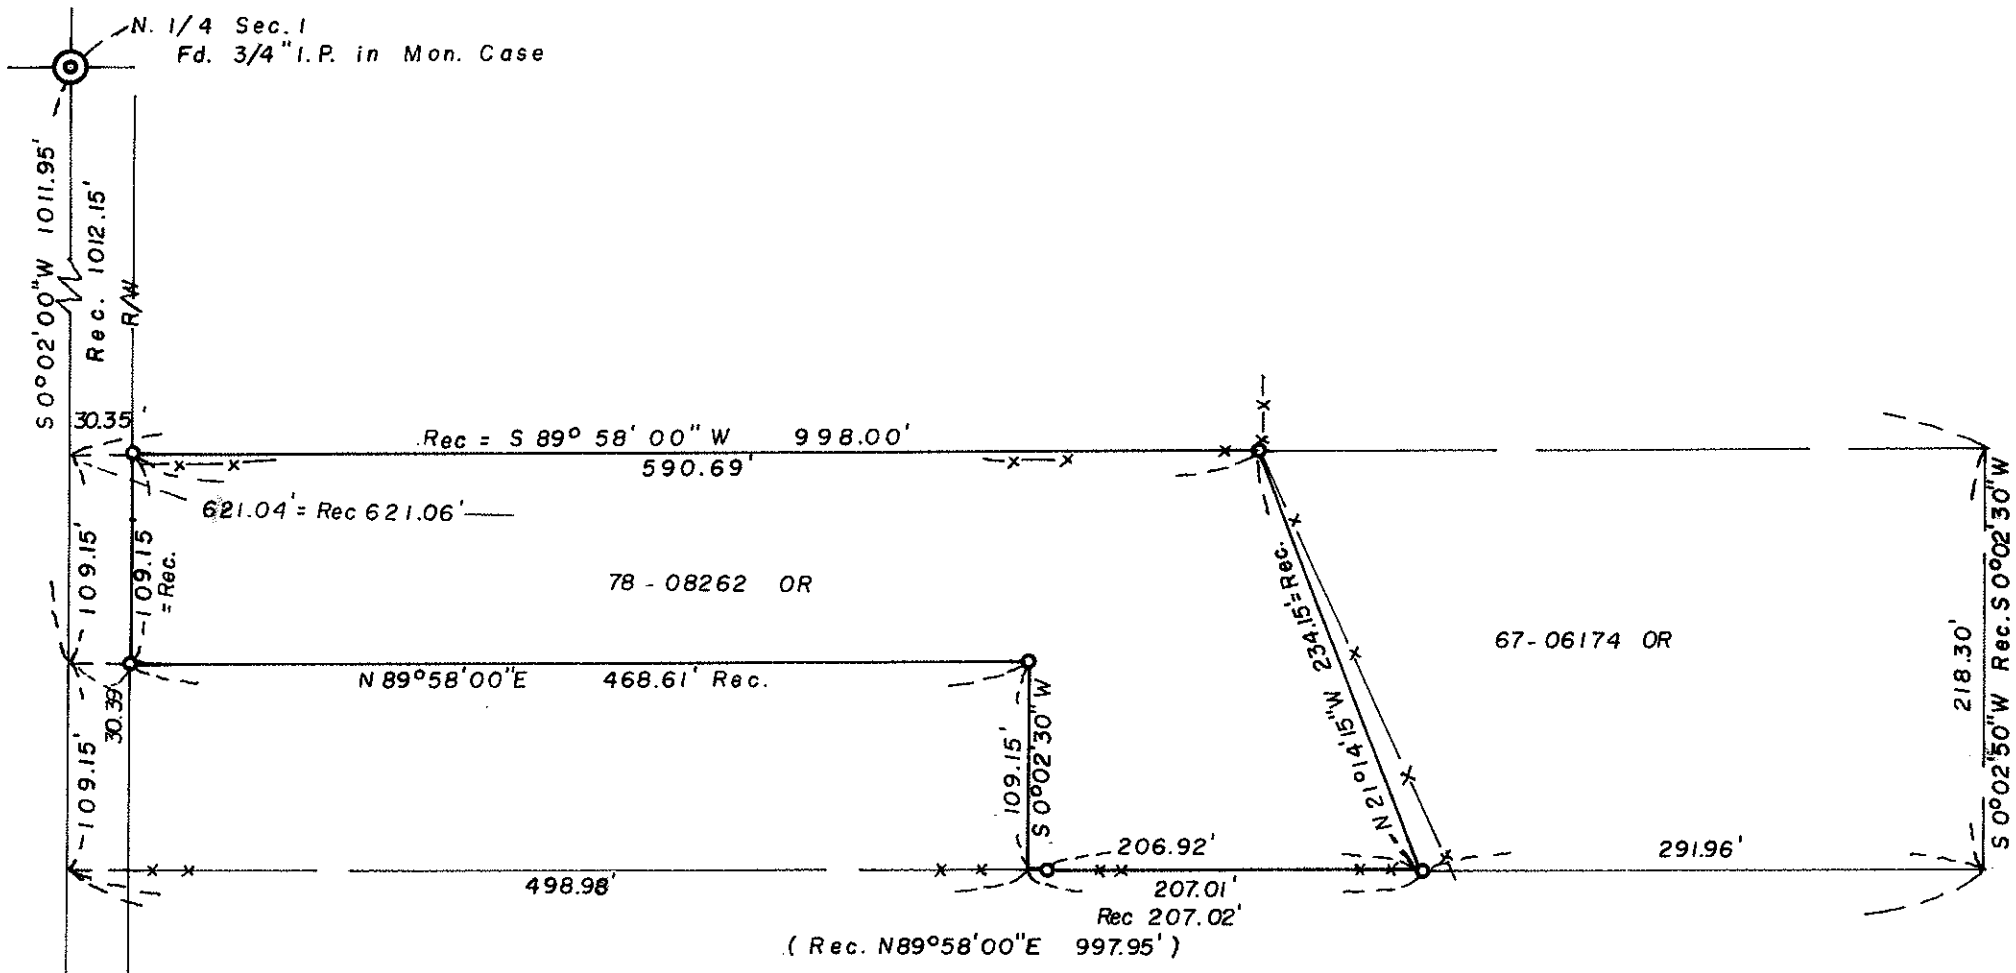 N. 1/4 Sec. 1
Fd. 3/4" I.P. in Mon. Case
S 0° 02' 00" W 1011.95'
Rec. 1012.15'
R/W
30.35'
Rec = S 89° 58' 00" W 998.00'
590.69'
621.04' = Rec 621.06'
109.15'
109.15'
= Rec.
78 - 08262 OR
N 21° 14' 15" W 234.15' = Rec.
67 - 06174 OR
218.30'
S 0° 02' 50" W Rec. S 0° 02' 30" W
N 89° 58' 00" E 468.61' Rec.
30.39
109.15'
109.15'
S 0° 02' 30" W
206.92'
291.96'
498.98'
207.01'
Rec 207.02'
( Rec. N 89° 58' 00" E 997.95' )